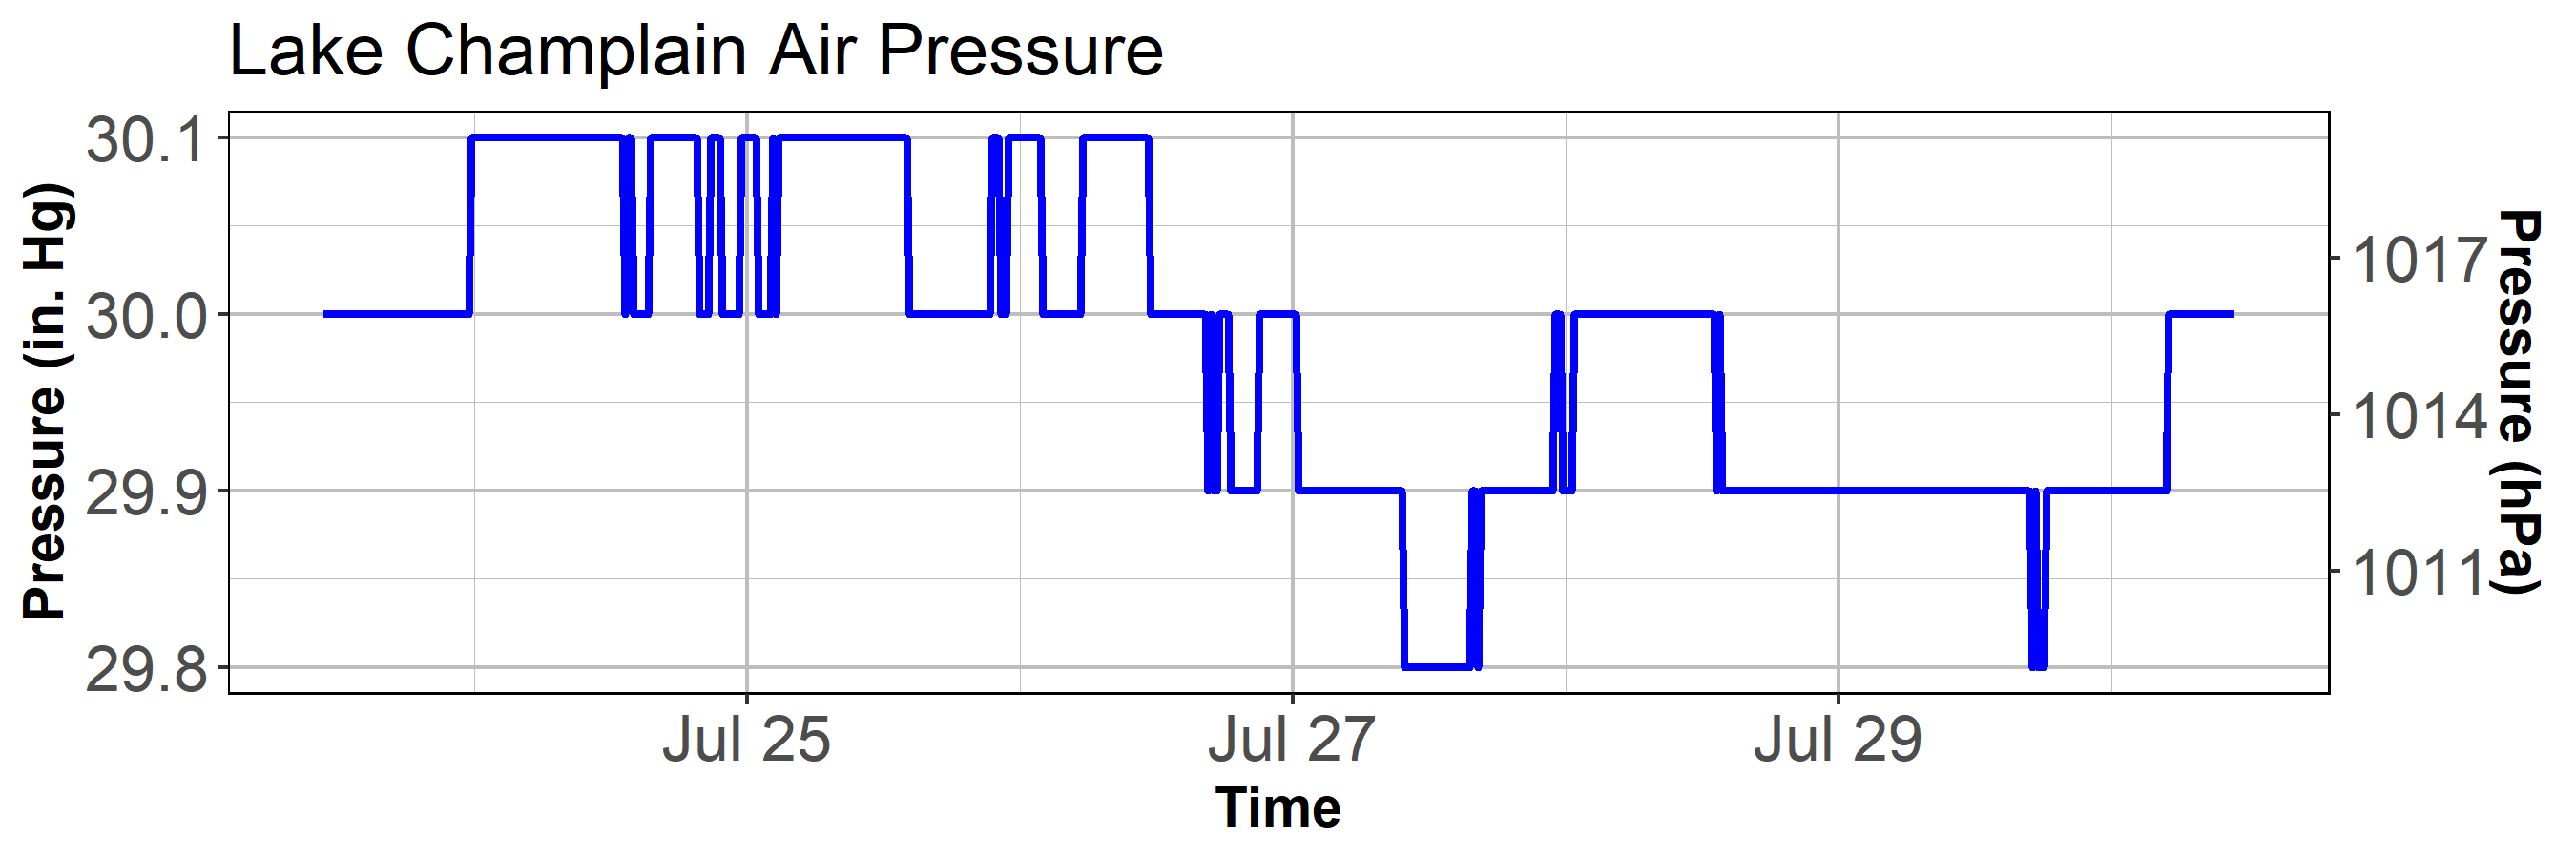 Lake Champlain Air Pressure
Pressure (in. Hg)
30.1
30.0
29.9
29.8
1017
1014
1011
Pressure (hPa)
Jul 25
Jul 27
Jul 29
Time